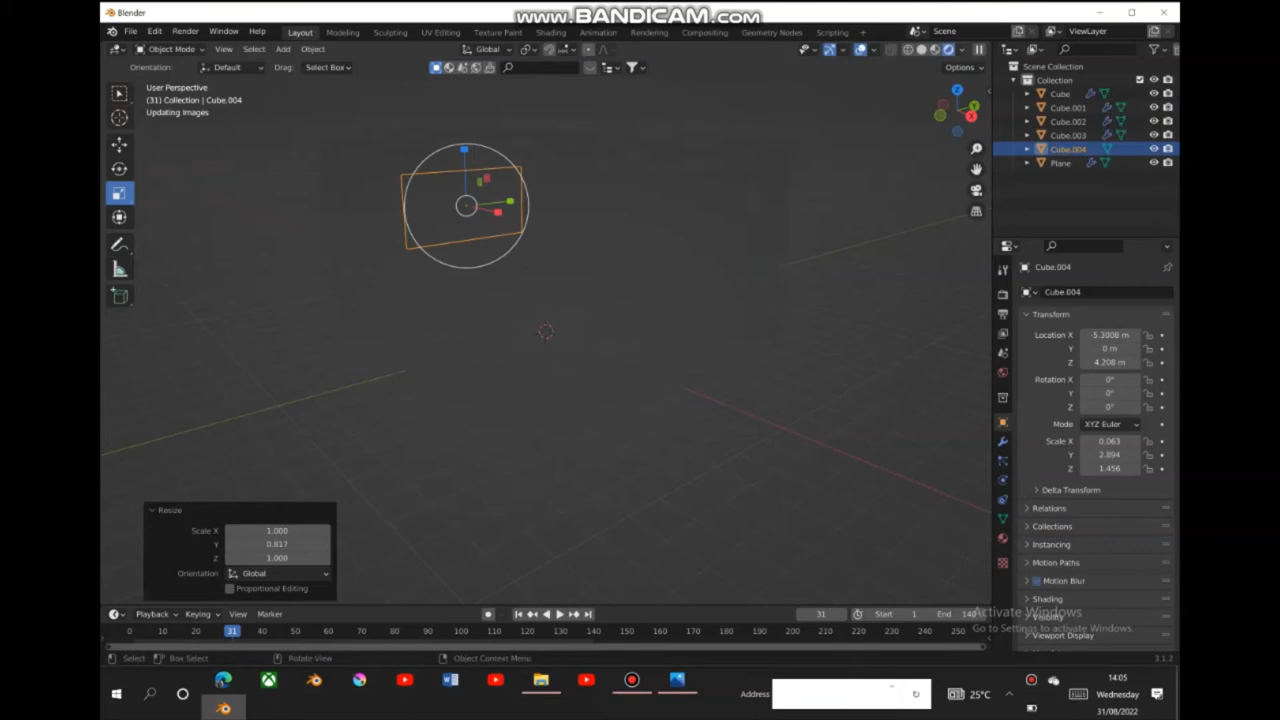 Blender
www.BANDICAM.com
File Edit Render Window Help Layout Modeling Sculpting UV Editing Texture Paint Shading Animation Rendering Compositing Geometry Nodes Scripting + Scene ViewLayer
Object Mode View Select Add Object Global
Orientation: Default Drag: Select Box Options
User Perspective
(31) Collection | Cube.004
Updating Images
Z
Y
X
Scene Collection
Collection
Cube
Cube.001
Cube.002
Cube.003
Cube.004
Plane
Cube.004
Cube.004
Transform
Location X -5.3008 m
Y 0 m
Z 4.208 m
Rotation X 0°
Y 0°
Z 0°
Mode XYZ Euler
Scale X 0.063
Y 2.894
Z 1.456
Delta Transform
Relations
Collections
Instancing
Motion Paths
Motion Blur
Shading
Visibility
Viewport Display
Activate Windows
Go to Settings to activate Windows.
Resize
Scale X 1.000
Y 0.817
Z 1.000
Orientation Global
Proportional Editing
Playback Keying View Marker 31 Start 1 End 140
0 10 20 31 40 50 60 70 80 90 100 110 120 130 140 150 160 170 180 190 200 210 220 230 240 250
Select Box Select Rotate View Object Context Menu 3.1.2
Address 25°C
14:05
Wednesday
31/08/2022